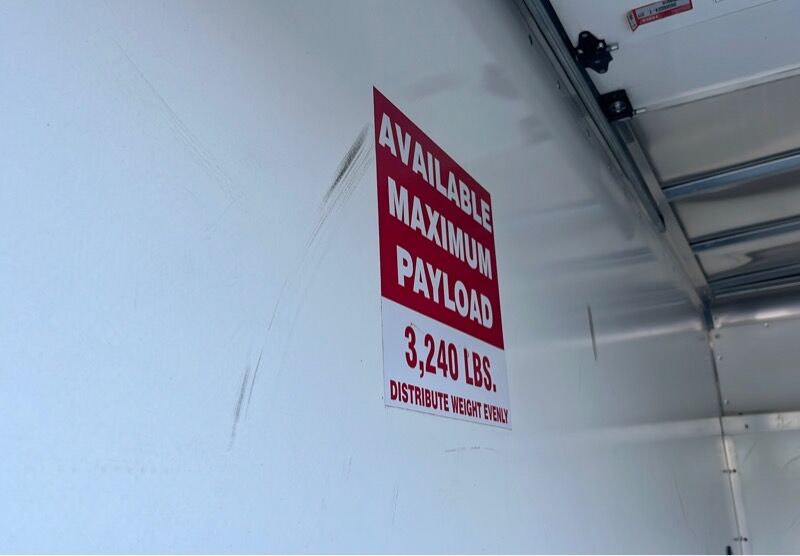 AVAILABLE
MAXIMUM
PAYLOAD
3,240 LBS.
DISTRIBUTE WEIGHT EVENLY